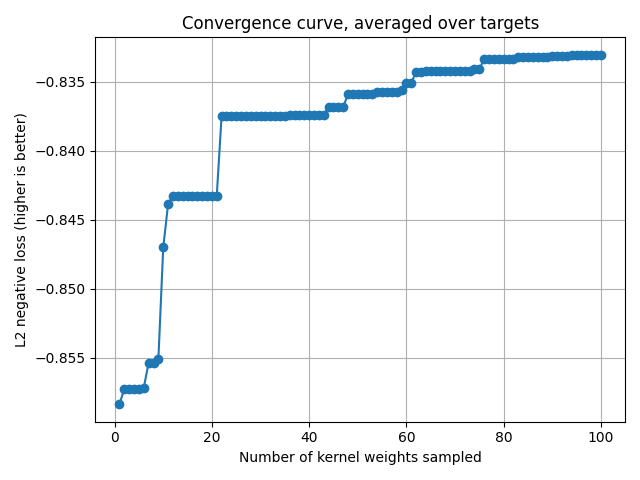 Convergence curve, averaged over targets
L2 negative loss (higher is better)
−0.835
−0.840
−0.845
−0.850
−0.855
0 20 40 60 80 100
Number of kernel weights sampled